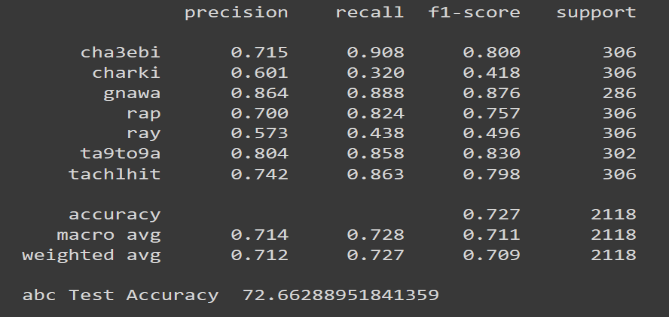 precision recall f1-score support
cha3ebi 0.715 0.908 0.800 306
charki 0.601 0.320 0.418 306
gnawa 0.864 0.888 0.876 286
rap 0.700 0.824 0.757 306
ray 0.573 0.438 0.496 306
ta9to9a 0.804 0.858 0.830 302
tachlhit 0.742 0.863 0.798 306
accuracy 0.727 2118
macro avg 0.714 0.728 0.711 2118
weighted avg 0.712 0.727 0.709 2118
abc Test Accuracy 72.66288951841359